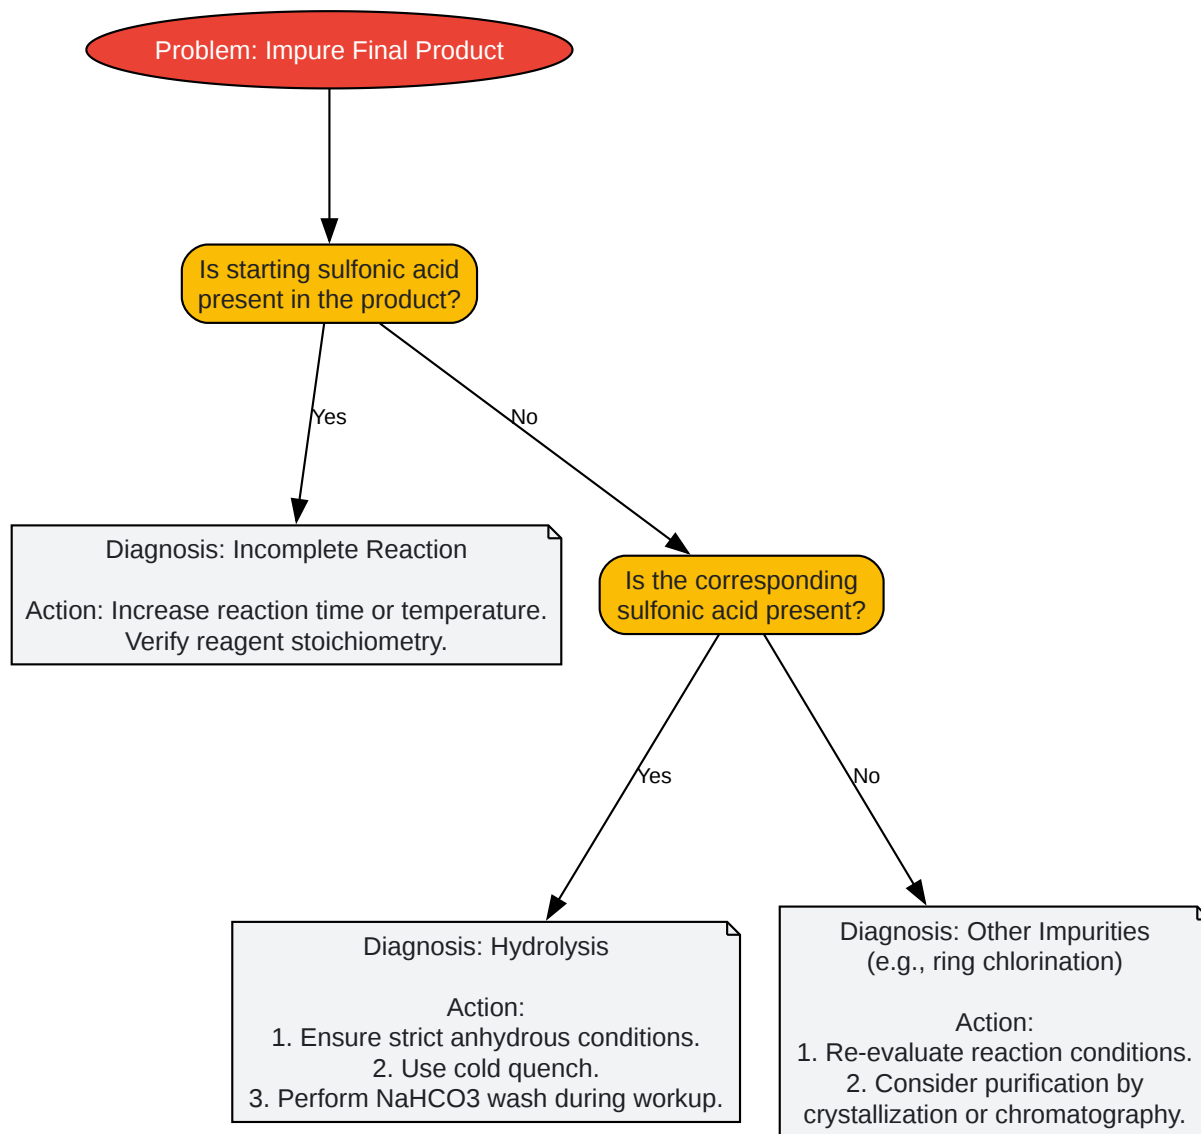 Problem: Impure Final Product
Is starting sulfonic acid
present in the product?
Yes
No
Diagnosis: Incomplete Reaction
Action: Increase reaction time or temperature.
Verify reagent stoichiometry.
Is the corresponding
sulfonic acid present?
Yes
No
Diagnosis: Hydrolysis
Action:
1. Ensure strict anhydrous conditions.
2. Use cold quench.
3. Perform NaHCO3 wash during workup.
Diagnosis: Other Impurities
(e.g., ring chlorination)
Action:
1. Re-evaluate reaction conditions.
2. Consider purification by
crystallization or chromatography.